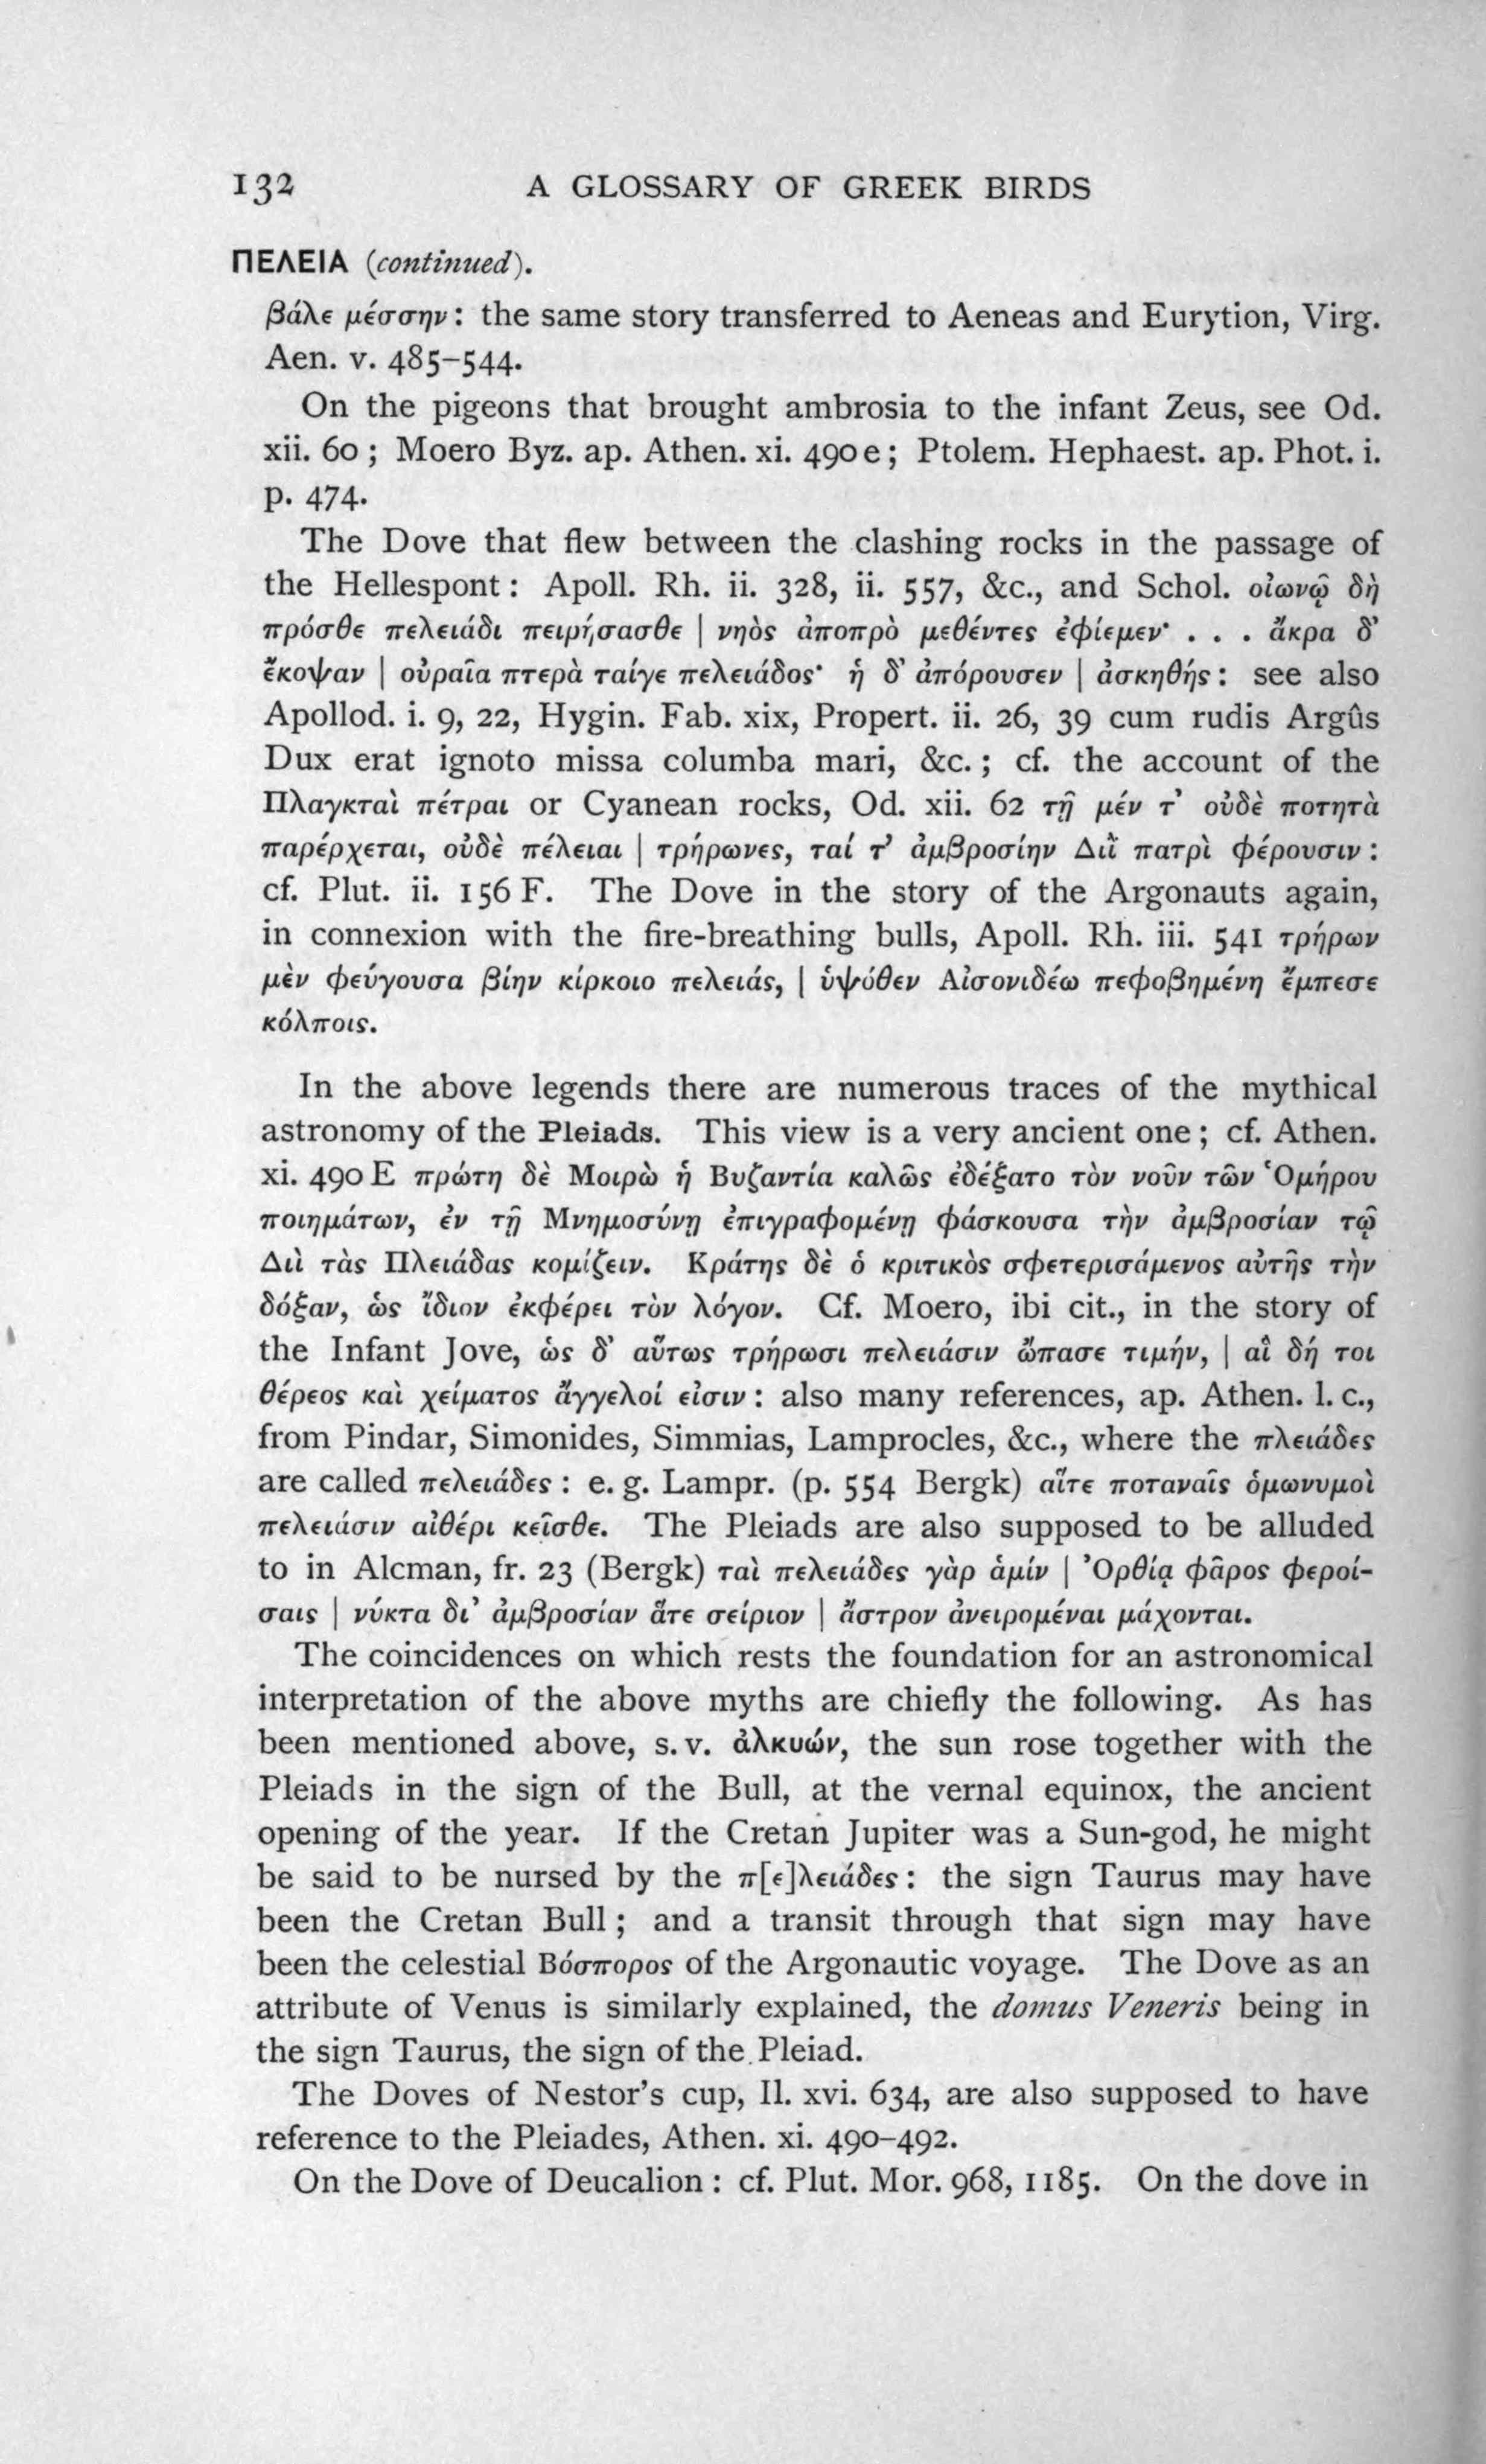 132 A GLOSSARY OF GREEK BIRDS
ΠΕΛΕΙΑ (continued).
βάλε μέσσην: the same story transferred to Aeneas and Eurytion, Virg.
Aen. v. 485–544.
On the pigeons that brought ambrosia to the infant Zeus, see Od.
xii. 60 ; Moero Byz. ap. Athen. xi. 490 e ; Ptolem. Hephaest. ap. Phot. i.
p. 474.
The Dove that flew between the clashing rocks in the passage of
the Hellespont : Apoll. Rh. ii. 328, ii. 557, &c., and Schol. οἰωνῷ δὴ
πρόσθε πελειάδι πειρήσασθε | νηὸς ἀποπρὸ μεθέντες ἐφίεμεν· . . . ἄκρα δ’
ἔκοψαν | οὐραῖα πτερὰ ταίγε πελειάδος· ἡ δ’ ἀπόρουσεν | ἀσκηθής : see also
Apollod. i. 9, 22, Hygin. Fab. xix, Propert. ii. 26, 39 cum rudis Argûs
Dux erat ignoto missa columba mari, &c. ; cf. the account of the
Πλαγκταὶ πέτραι or Cyanean rocks, Od. xii. 62 τῇ μέν τ’ οὐδὲ ποτητὰ
παρέρχεται, οὐδὲ πέλειαι | τρήρωνες, ταί τ’ ἀμβροσίην Διῒ πατρὶ φέρουσιν :
cf. Plut. ii. 156 F. The Dove in the story of the Argonauts again,
in connexion with the fire-breathing bulls, Apoll. Rh. iii. 541 τρήρων
μὲν φεύγουσα βίην κίρκοιο πελειάς, | ὑψόθεν Αἰσονιδέω πεφοβημένη ἔμπεσε
κόλποις.
In the above legends there are numerous traces of the mythical
astronomy of the Pleiads. This view is a very ancient one ; cf. Athen.
xi. 490 E πρώτη δὲ Μοιρὼ ἡ Βυζαντία καλῶς ἐδέξατο τὸν νοῦν τῶν Ὁμήρου
ποιημάτων, ἐν τῇ Μνημοσύνῃ ἐπιγραφομένῃ φάσκουσα τὴν ἀμβροσίαν τῷ
Διὶ τὰς Πλειάδας κομίζειν. Κράτης δὲ ὁ κριτικὸς σφετερισάμενος αὐτῆς τὴν
δόξαν, ὡς ἴδιον ἐκφέρει τὸν λόγον. Cf. Moero, ibi cit., in the story of
the Infant Jove, ὡς δ’ αὔτως τρήρωσι πελειάσιν ὤπασε τιμήν, | αἳ δή τοι
θέρεος καὶ χείματος ἄγγελοί εἰσιν : also many references, ap. Athen. l. c.,
from Pindar, Simonides, Simmias, Lamprocles, &c., where the πλειάδες
are called πελειάδες : e. g. Lampr. (p. 554 Bergk) αἵτε ποταναῖς ὁμωνυμοὶ
πελειάσιν αἰθέρι κεῖσθε. The Pleiads are also supposed to be alluded
to in Alcman, fr. 23 (Bergk) ταὶ πελειάδες γὰρ ἁμίν | Ὀρθίᾳ φᾶρος φεροί-
σαις | νύκτα δι’ ἀμβροσίαν ἅτε σείριον | ἄστρον ἀνειρομέναι μάχονται.
The coincidences on which rests the foundation for an astronomical
interpretation of the above myths are chiefly the following. As has
been mentioned above, s. v. ἀλκυών, the sun rose together with the
Pleiads in the sign of the Bull, at the vernal equinox, the ancient
opening of the year. If the Cretan Jupiter was a Sun-god, he might
be said to be nursed by the π[ε]λειάδες : the sign Taurus may have
been the Cretan Bull ; and a transit through that sign may have
been the celestial Βόσπορος of the Argonautic voyage. The Dove as an
attribute of Venus is similarly explained, the domus Veneris being in
the sign Taurus, the sign of the Pleiad.
The Doves of Nestor’s cup, Il. xvi. 634, are also supposed to have
reference to the Pleiades, Athen. xi. 490–492.
On the Dove of Deucalion : cf. Plut. Mor. 968, 1185. On the dove in